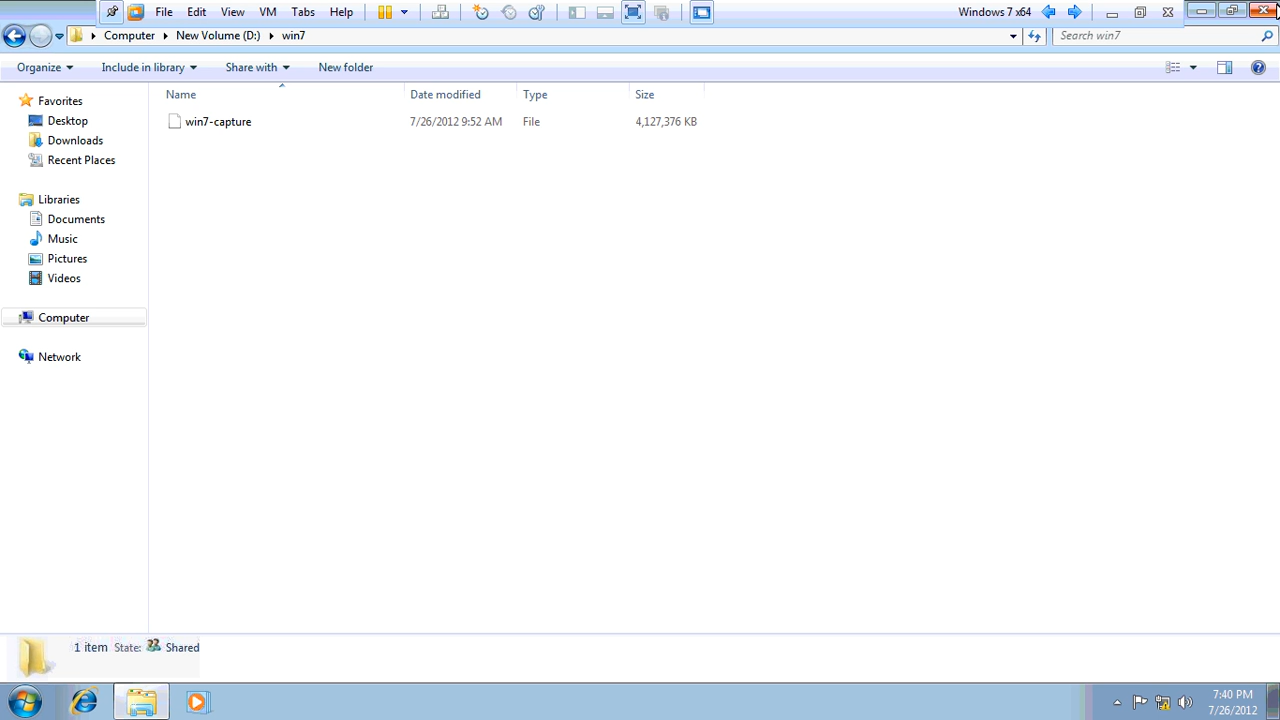 File Edit View VM Tabs Help Windows 7 x64
Computer New Volume (D:) win7 Search win7
Organize Include in library Share with New folder
Name Date modified Type Size
win7-capture 7/26/2012 9:52 AM File 4,127,376 KB
Favorites
Desktop
Downloads
Recent Places
Libraries
Documents
Music
Pictures
Videos
Computer
Network
1 item State: Shared
7:40 PM
7/26/2012